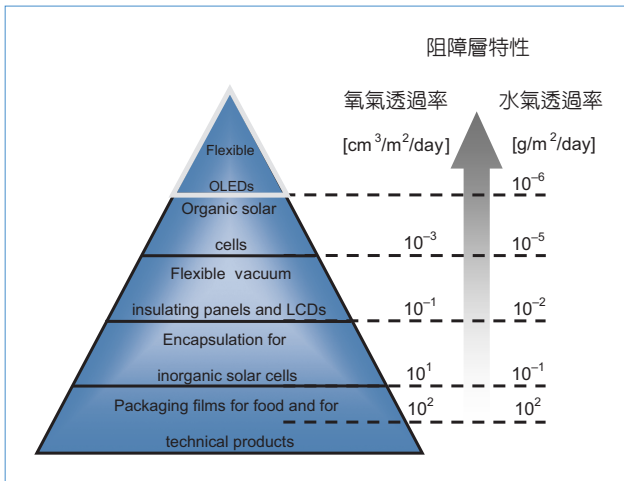 阻障層特性
氧氣透過率 水氣透過率
[cm³/m²/day] [g/m²/day]
Flexible
OLEDs
10⁻⁶
Organic solar
cells
10⁻³ 10⁻⁵
Flexible vacuum
insulating panels and LCDs
10⁻¹ 10⁻²
Encapsulation for
inorganic solar cells
10¹ 10⁻¹
Packaging films for food and for
10² 10²
technical products